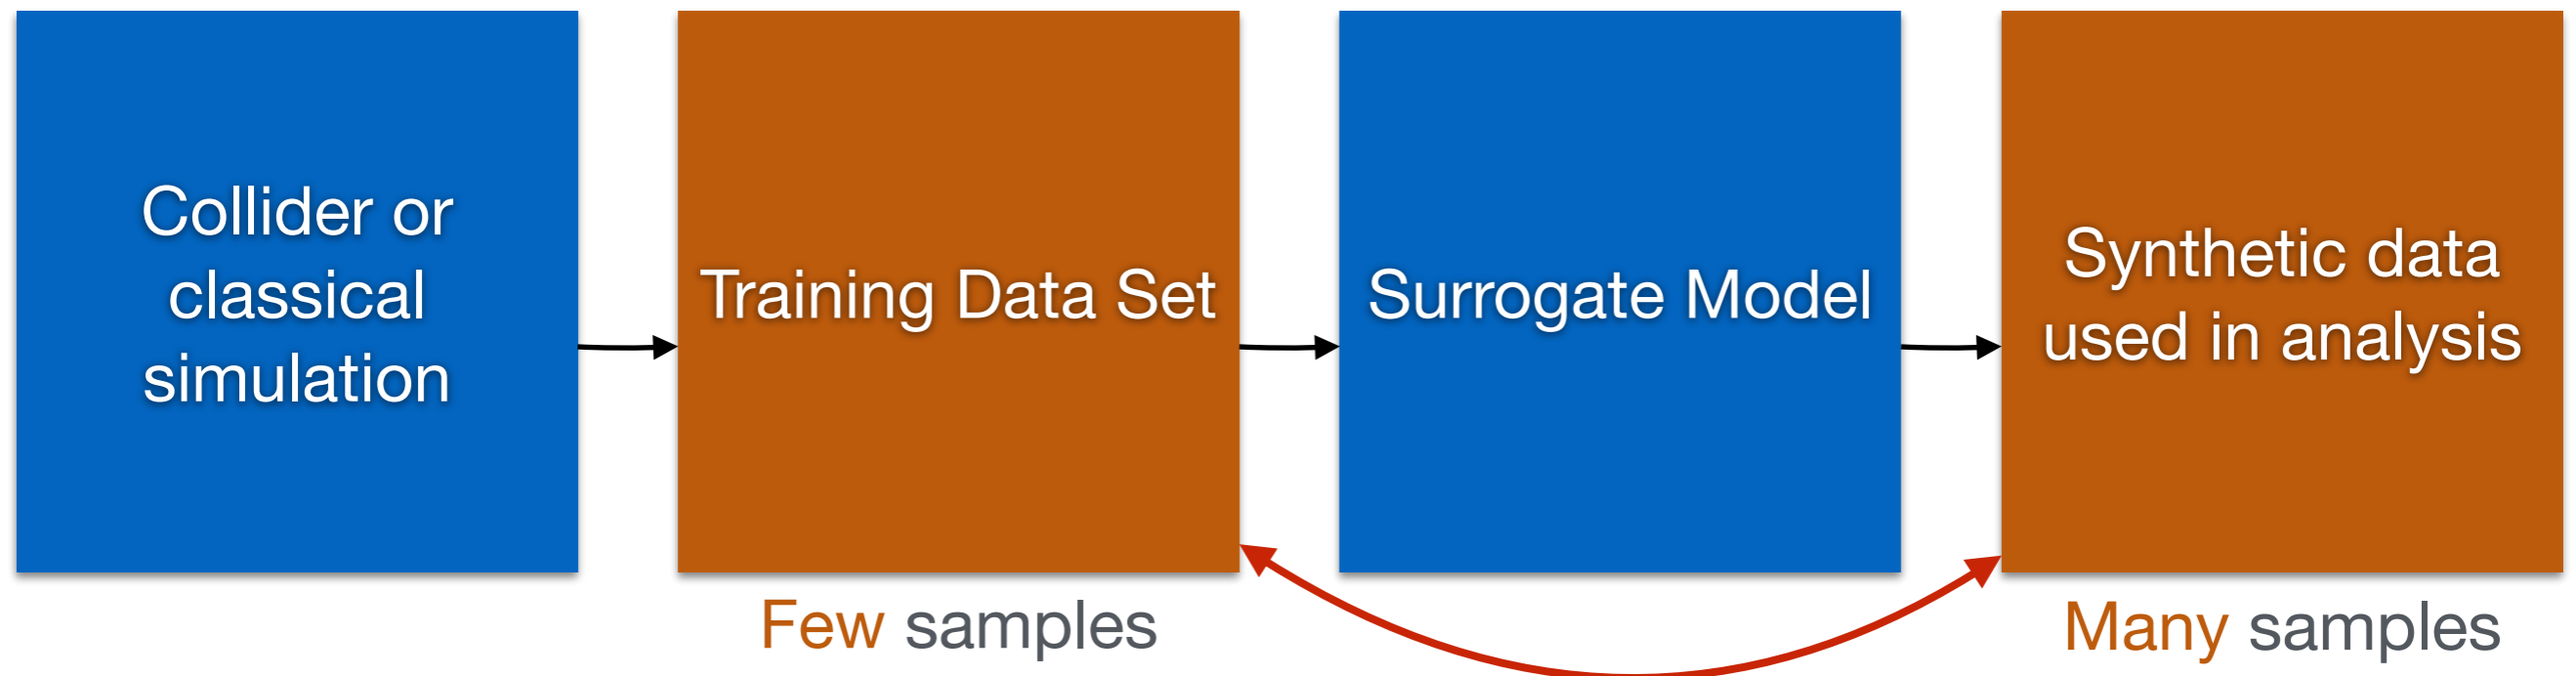 Collider or
classical
simulation
Training Data Set
Surrogate Model
Synthetic data
used in analysis
Few samples
Many samples